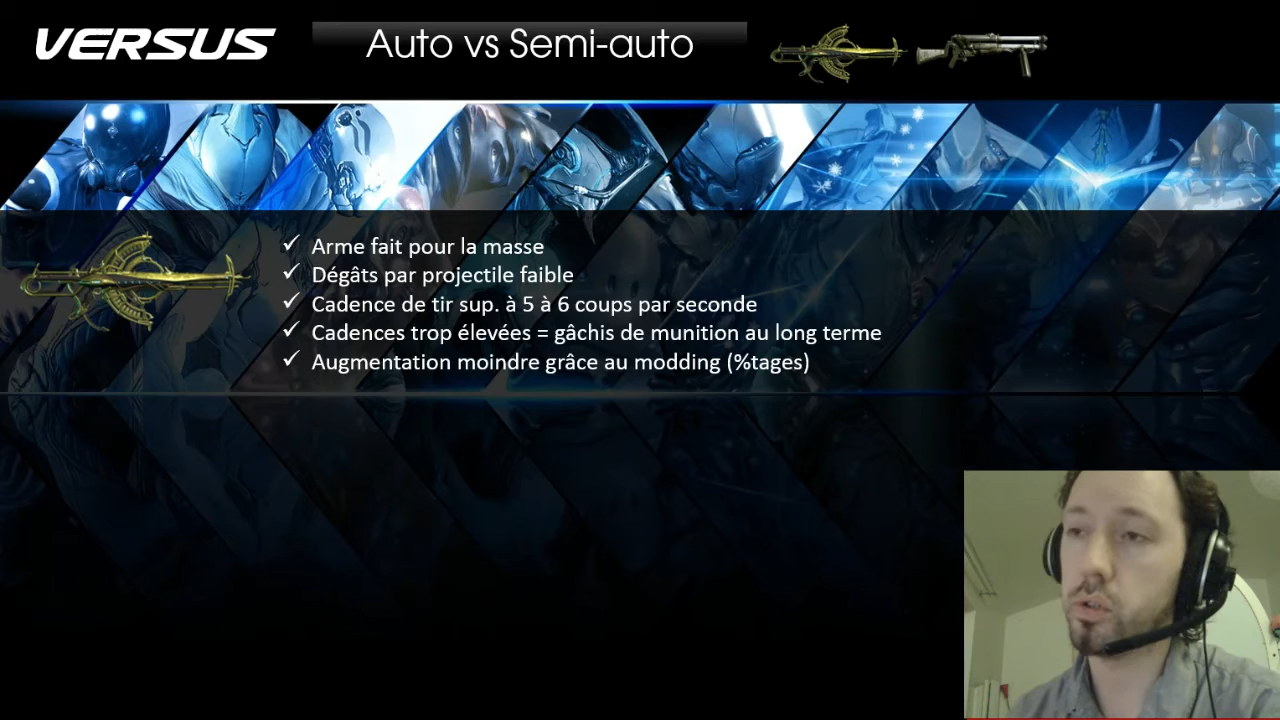 VERSUS
Auto vs Semi-auto
Arme fait pour la masse
Dégâts par projectile faible
Cadence de tir sup. à 5 à 6 coups par seconde
Cadences trop élevées = gâchis de munition au long terme
Augmentation moindre grâce au modding (%tages)